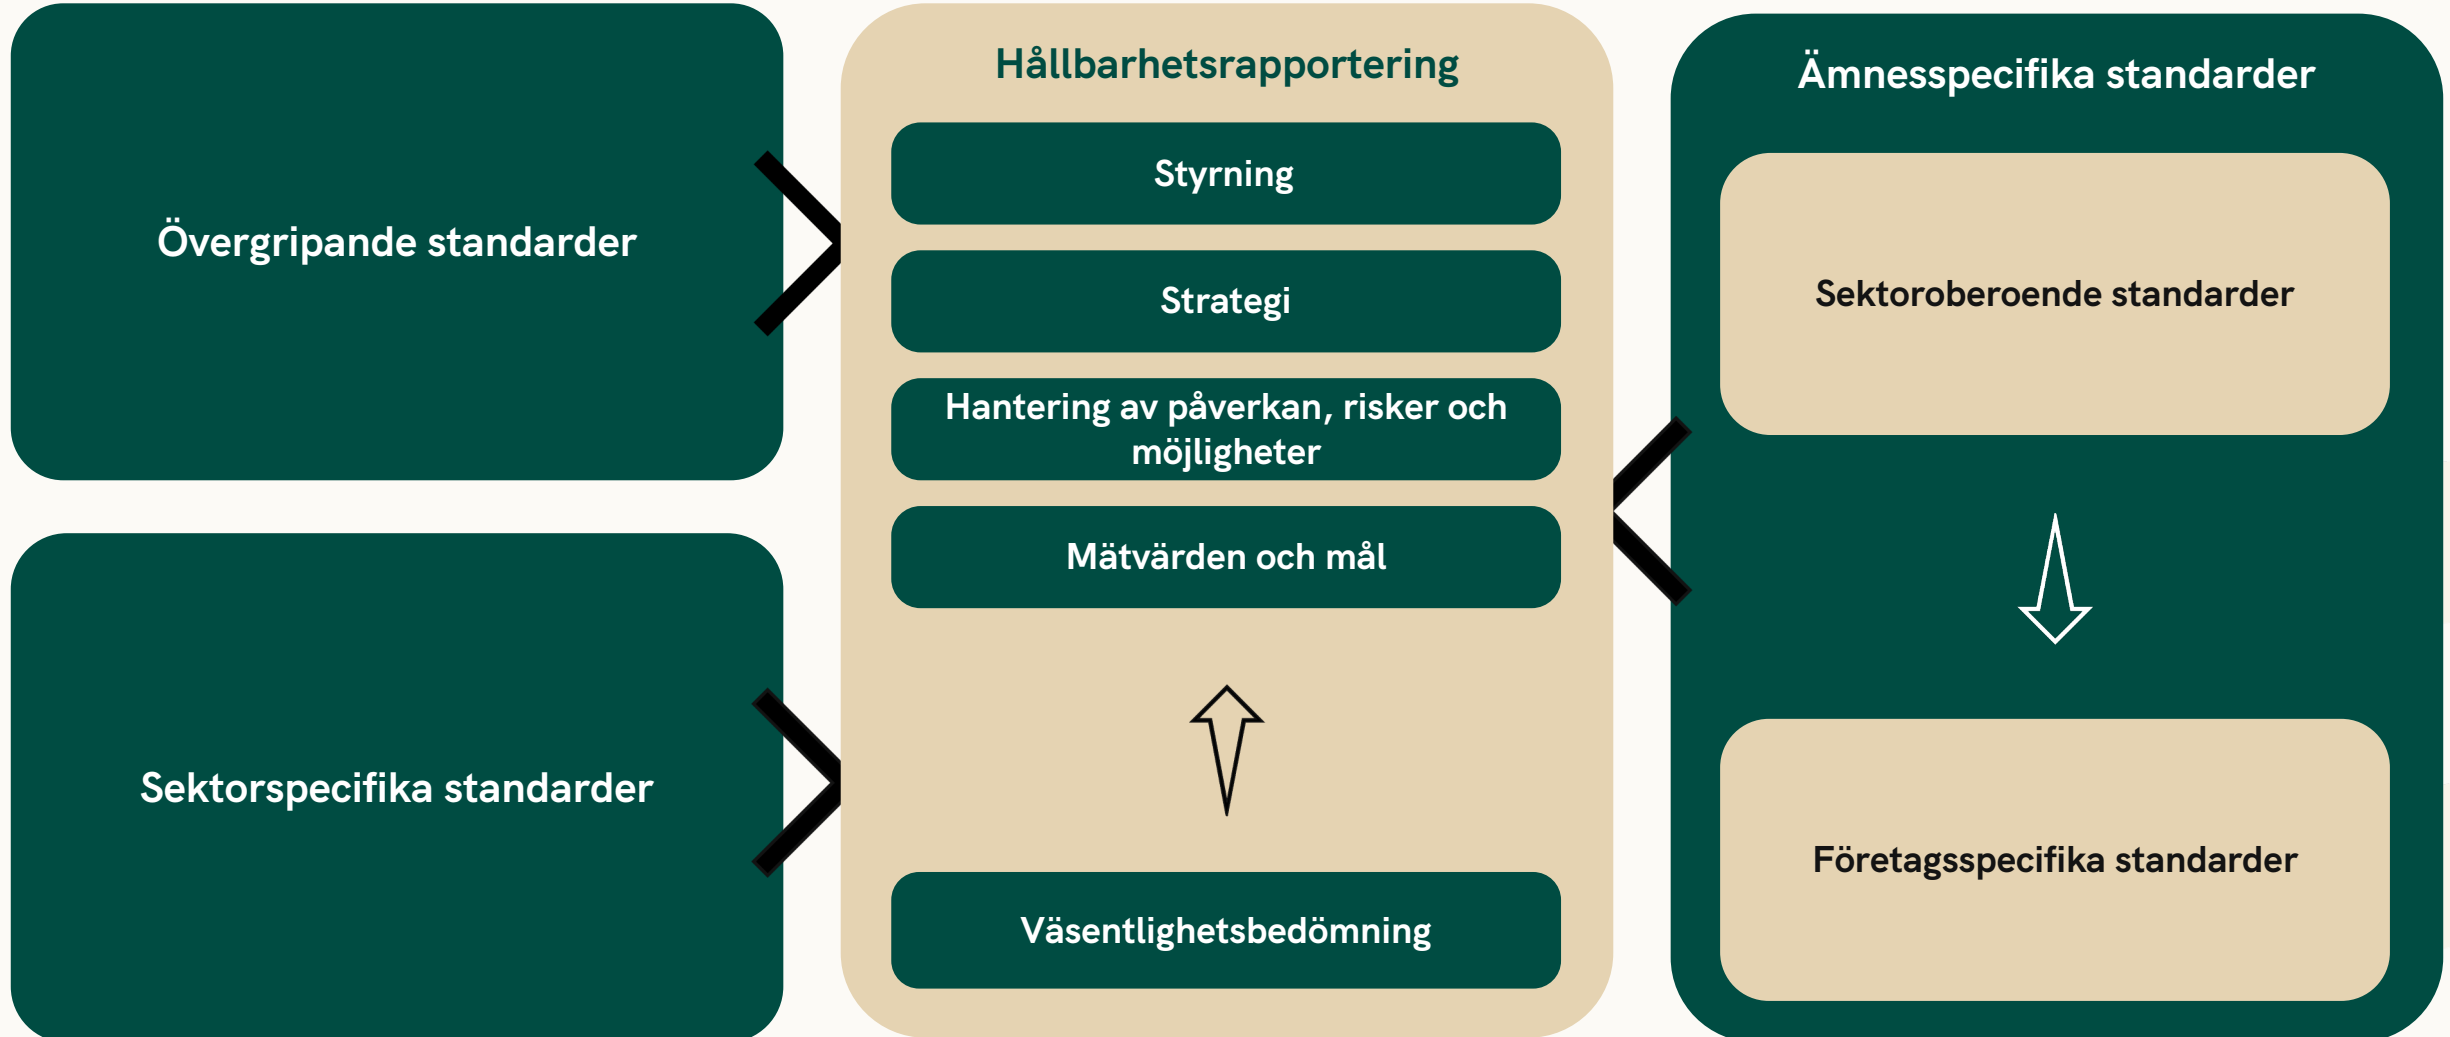 Övergripande standarder
Sektorspecifika standarder
Hållbarhetsrapportering
Styrning
Strategi
Hantering av påverkan, risker och
möjligheter
Mätvärden och mål
Väsentlighetsbedömning
Ämnesspecifika standarder
Sektoroberoende standarder
Företagsspecifika standarder